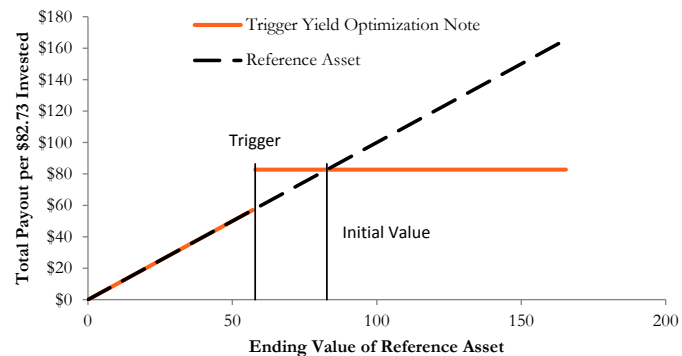 $180
Trigger Yield Optimization Note
$160
Reference Asset
$140
$120
$100
Trigger
$80
$60
Initial Value
$40
$20
$0
Total Payout per $82.73 Invested
0
50
100
150
200
Ending Value of Reference Asset